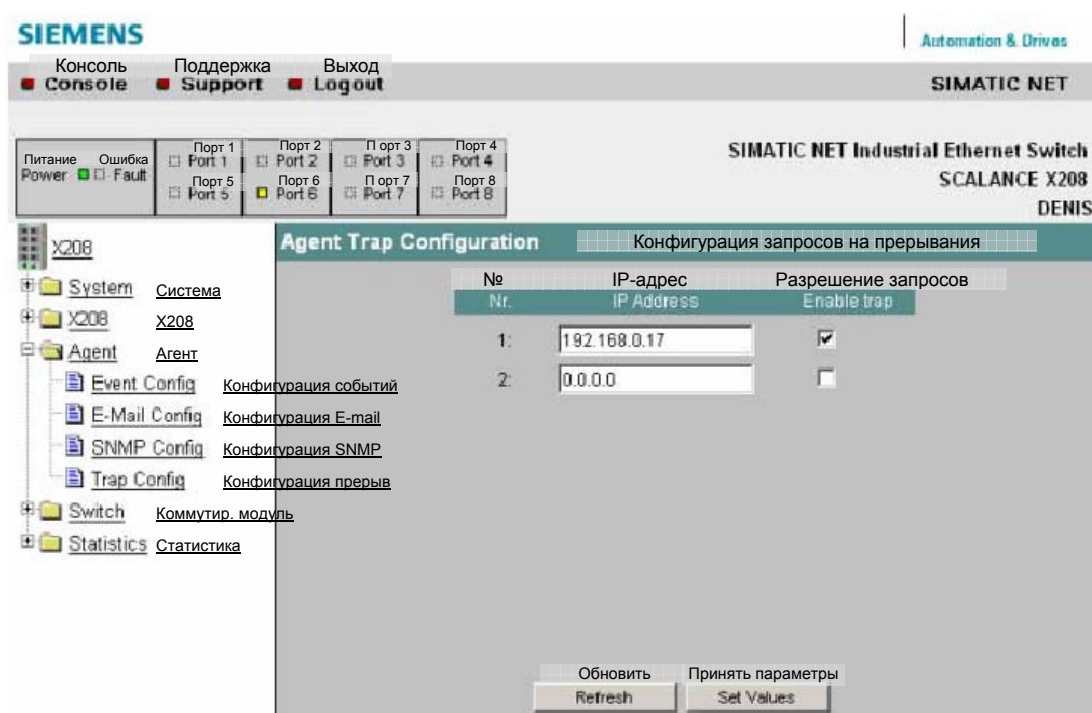 SIEMENS
Automation & Drives
Консоль Поддержка Выход
Console Support Logout
SIMATIC NET
Порт 1 Порт 2 П орт 3 Порт 4
Питание Ошибка Port 1 Port 2 Port 3 Port 4
Power Fault
Порт 5 Порт 6 П орт 7 Порт 8
Port 5 Port 6 Port 7 Port 8
SIMATIC NET Industrial Ethernet Switch
SCALANCE X208
DENIS
X208
Agent Trap Configuration Конфигурация запросов на прерывания
System Система
X208 X208
Agent Агент
Event Config Конфигурация событий
E-Mail Config Конфигурация E-mail
SNMP Config Конфигурация SNMP
Trap Config Конфигурация прерыв
Switch Коммутир. модуль
Statistics Статистика
№ IP-адрес Разрешение запросов
Nr. IP Address Enable trap
1: 192.168.0.17
2: 0.0.0.0
Обновить Принять параметры
Refresh Set Values